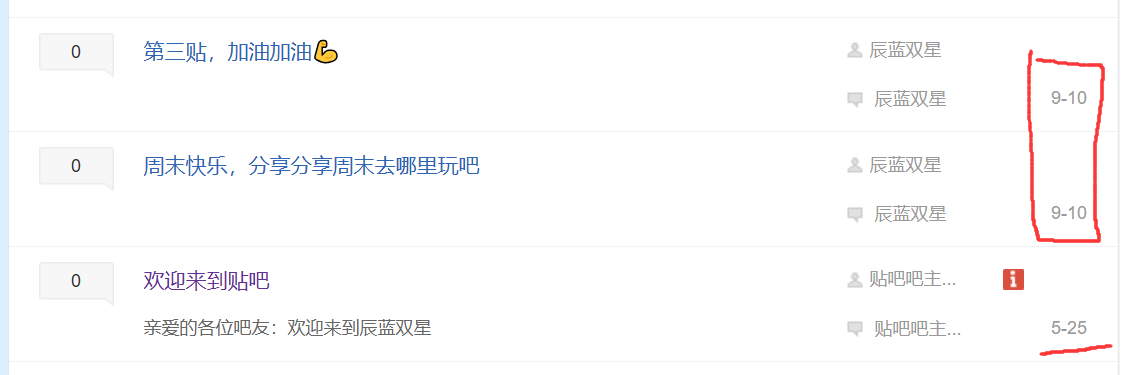 0
第三贴，加油加油💪
辰蓝双星
辰蓝双星
9-10
0
周末快乐，分享分享周末去哪里玩吧
辰蓝双星
辰蓝双星
9-10
0
欢迎来到贴吧
贴吧吧主...
亲爱的各位吧友：欢迎来到辰蓝双星
贴吧吧主...
5-25